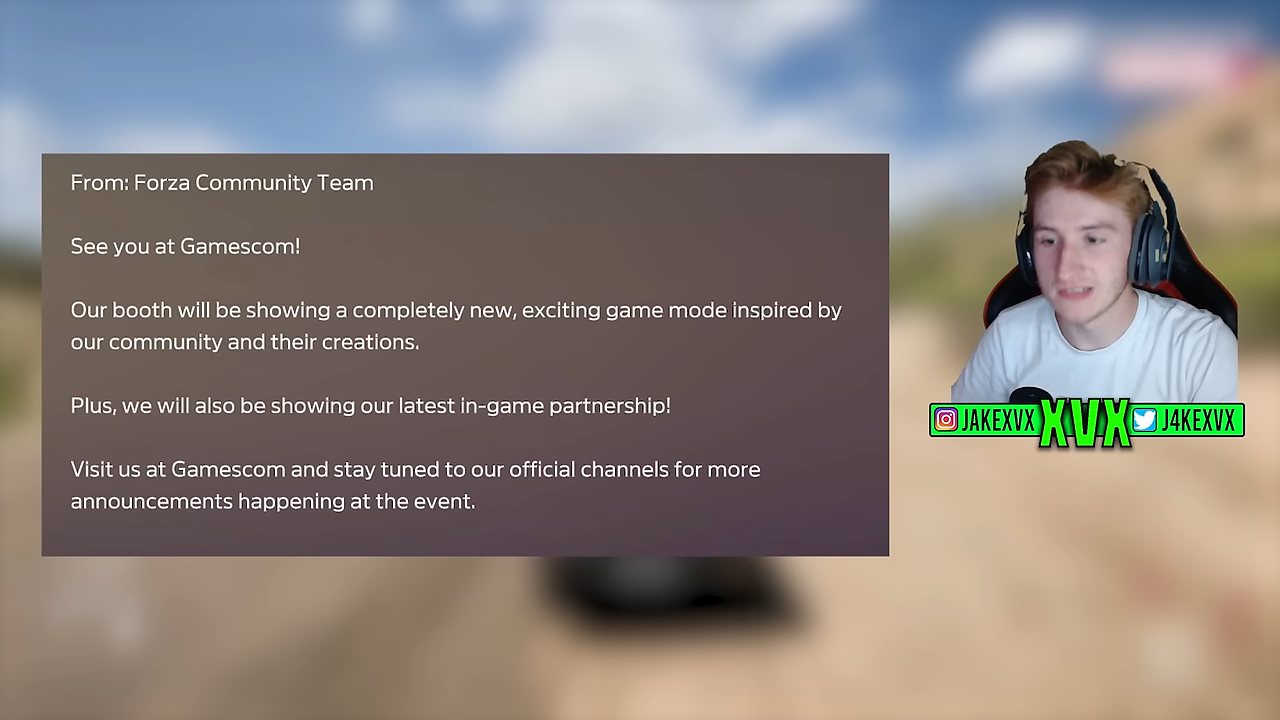 From: Forza Community Team
See you at Gamescom!
Our booth will be showing a completely new, exciting game mode inspired by
our community and their creations.
Plus, we will also be showing our latest in-game partnership!
Visit us at Gamescom and stay tuned to our official channels for more
announcements happening at the event.
JAKEXVX XVX J4KEXVX